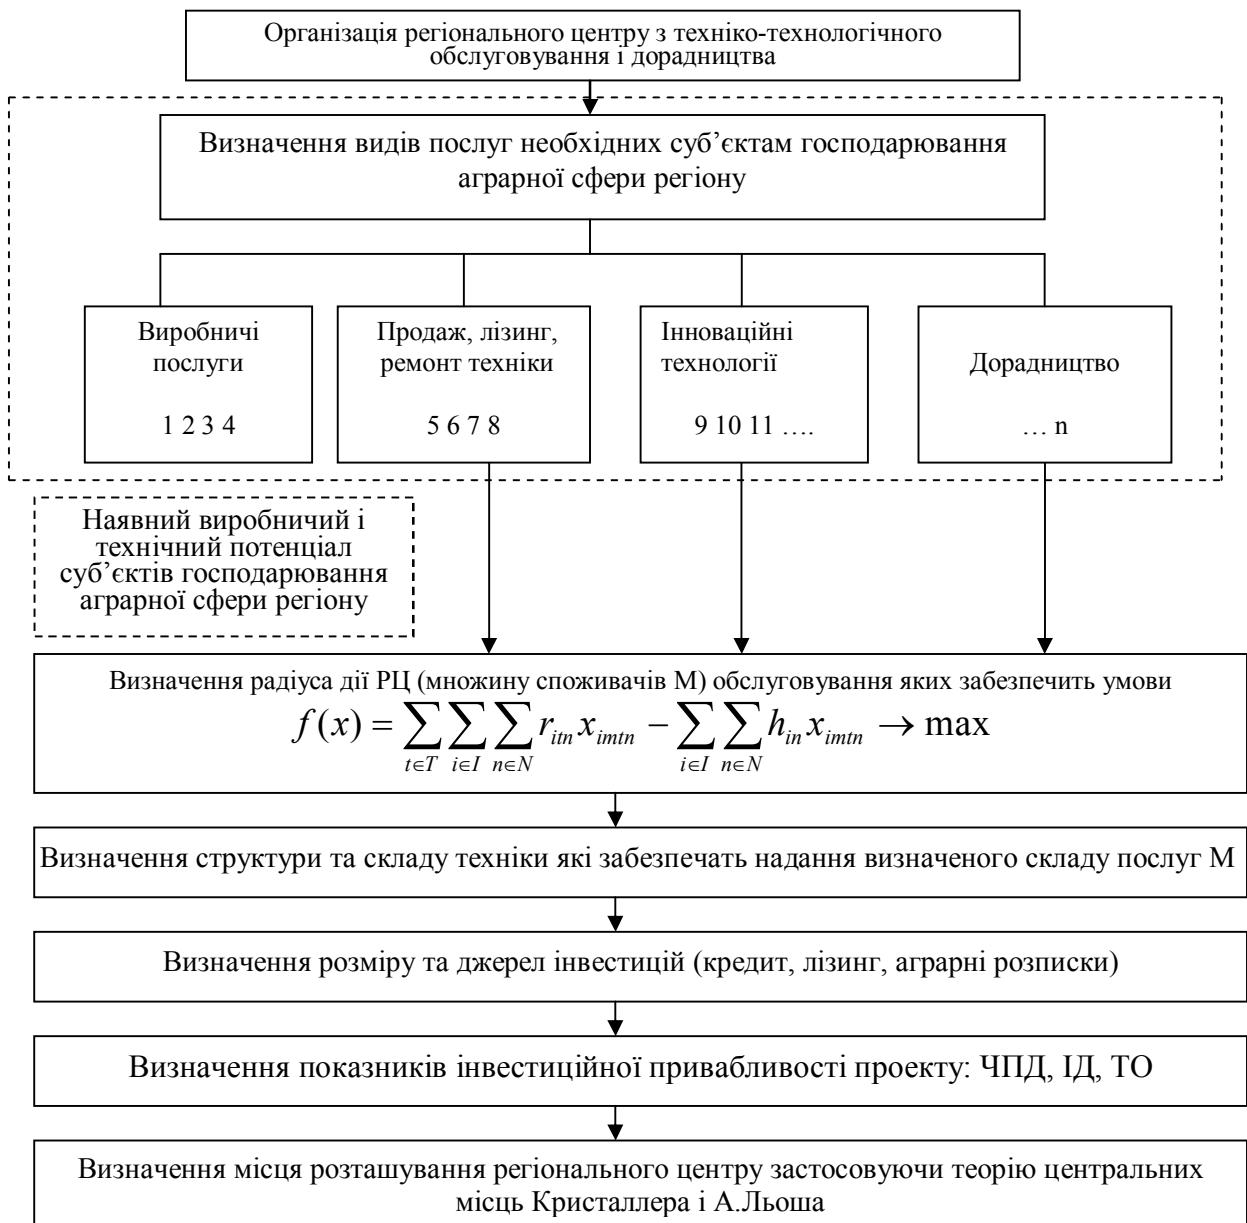 Організація регіонального центру з техніко-технологічного
обслуговування і дорадництва
Визначення видів послуг необхідних суб’єктам господарювання
аграрної сфери регіону
Виробничі
послуги
1 2 3 4
Продаж, лізинг,
ремонт техніки
5 6 7 8
Інноваційні
технології
9 10 11 ….
Дорадництво
… n
Наявний виробничий і
технічний потенціал
суб’єктів господарювання
аграрної сфери регіону
Визначення радіуса дії РЦ (множину споживачів М) обслуговування яких забезпечить умови
f(x) = ∑_{t∈T} ∑_{i∈I} ∑_{n∈N} r_{itn} x_{imtn} − ∑_{i∈I} ∑_{n∈N} h_{in} x_{imtn} → max
Визначення структури та складу техніки які забезпечать надання визначеного складу послуг М
Визначення розміру та джерел інвестицій (кредит, лізинг, аграрні розписки)
Визначення показників інвестиційної привабливості проекту: ЧПД, ІД, ТО
Визначення місця розташування регіонального центру застосовуючи теорію центральних
місць Кристаллера і А.Льоша